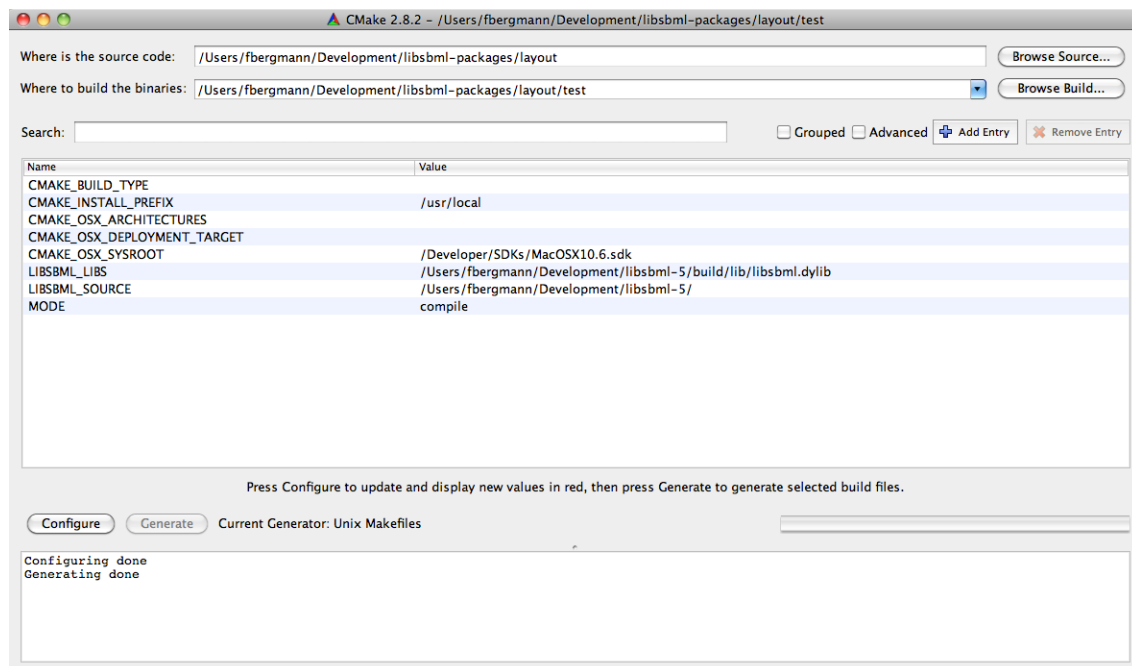 CMake 2.8.2 - /Users/fbergmann/Development/libsbml-packages/layout/test
Where is the source code: /Users/fbergmann/Development/libsbml-packages/layout Browse Source...
Where to build the binaries: /Users/fbergmann/Development/libsbml-packages/layout/test Browse Build...
Search: Grouped Advanced Add Entry Remove Entry
Name Value
CMAKE_BUILD_TYPE
CMAKE_INSTALL_PREFIX /usr/local
CMAKE_OSX_ARCHITECTURES
CMAKE_OSX_DEPLOYMENT_TARGET
CMAKE_OSX_SYSROOT /Developer/SDKs/MacOSX10.6.sdk
LIBSBML_LIBS /Users/fbergmann/Development/libsbml-5/build/lib/libsbml.dylib
LIBSBML_SOURCE /Users/fbergmann/Development/libsbml-5/
MODE compile
Press Configure to update and display new values in red, then press Generate to generate selected build files.
Configure Generate Current Generator: Unix Makefiles
Configuring done
Generating done